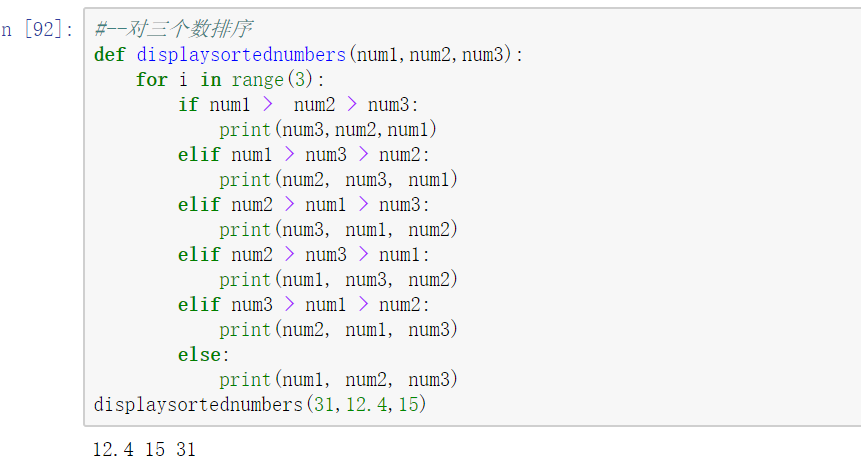 n [92]: #--对三个数排序
def displaysortednumbers(num1,num2,num3):
for i in range(3):
if num1 >  num2 > num3:
print(num3,num2,num1)
elif num1 > num3 > num2:
print(num2, num3, num1)
elif num2 > num1 > num3:
print(num3, num1, num2)
elif num2 > num3 > num1:
print(num1, num3, num2)
elif num3 > num1 > num2:
print(num2, num1, num3)
else:
print(num1, num2, num3)
displaysortednumbers(31,12.4,15)
12.4 15 31